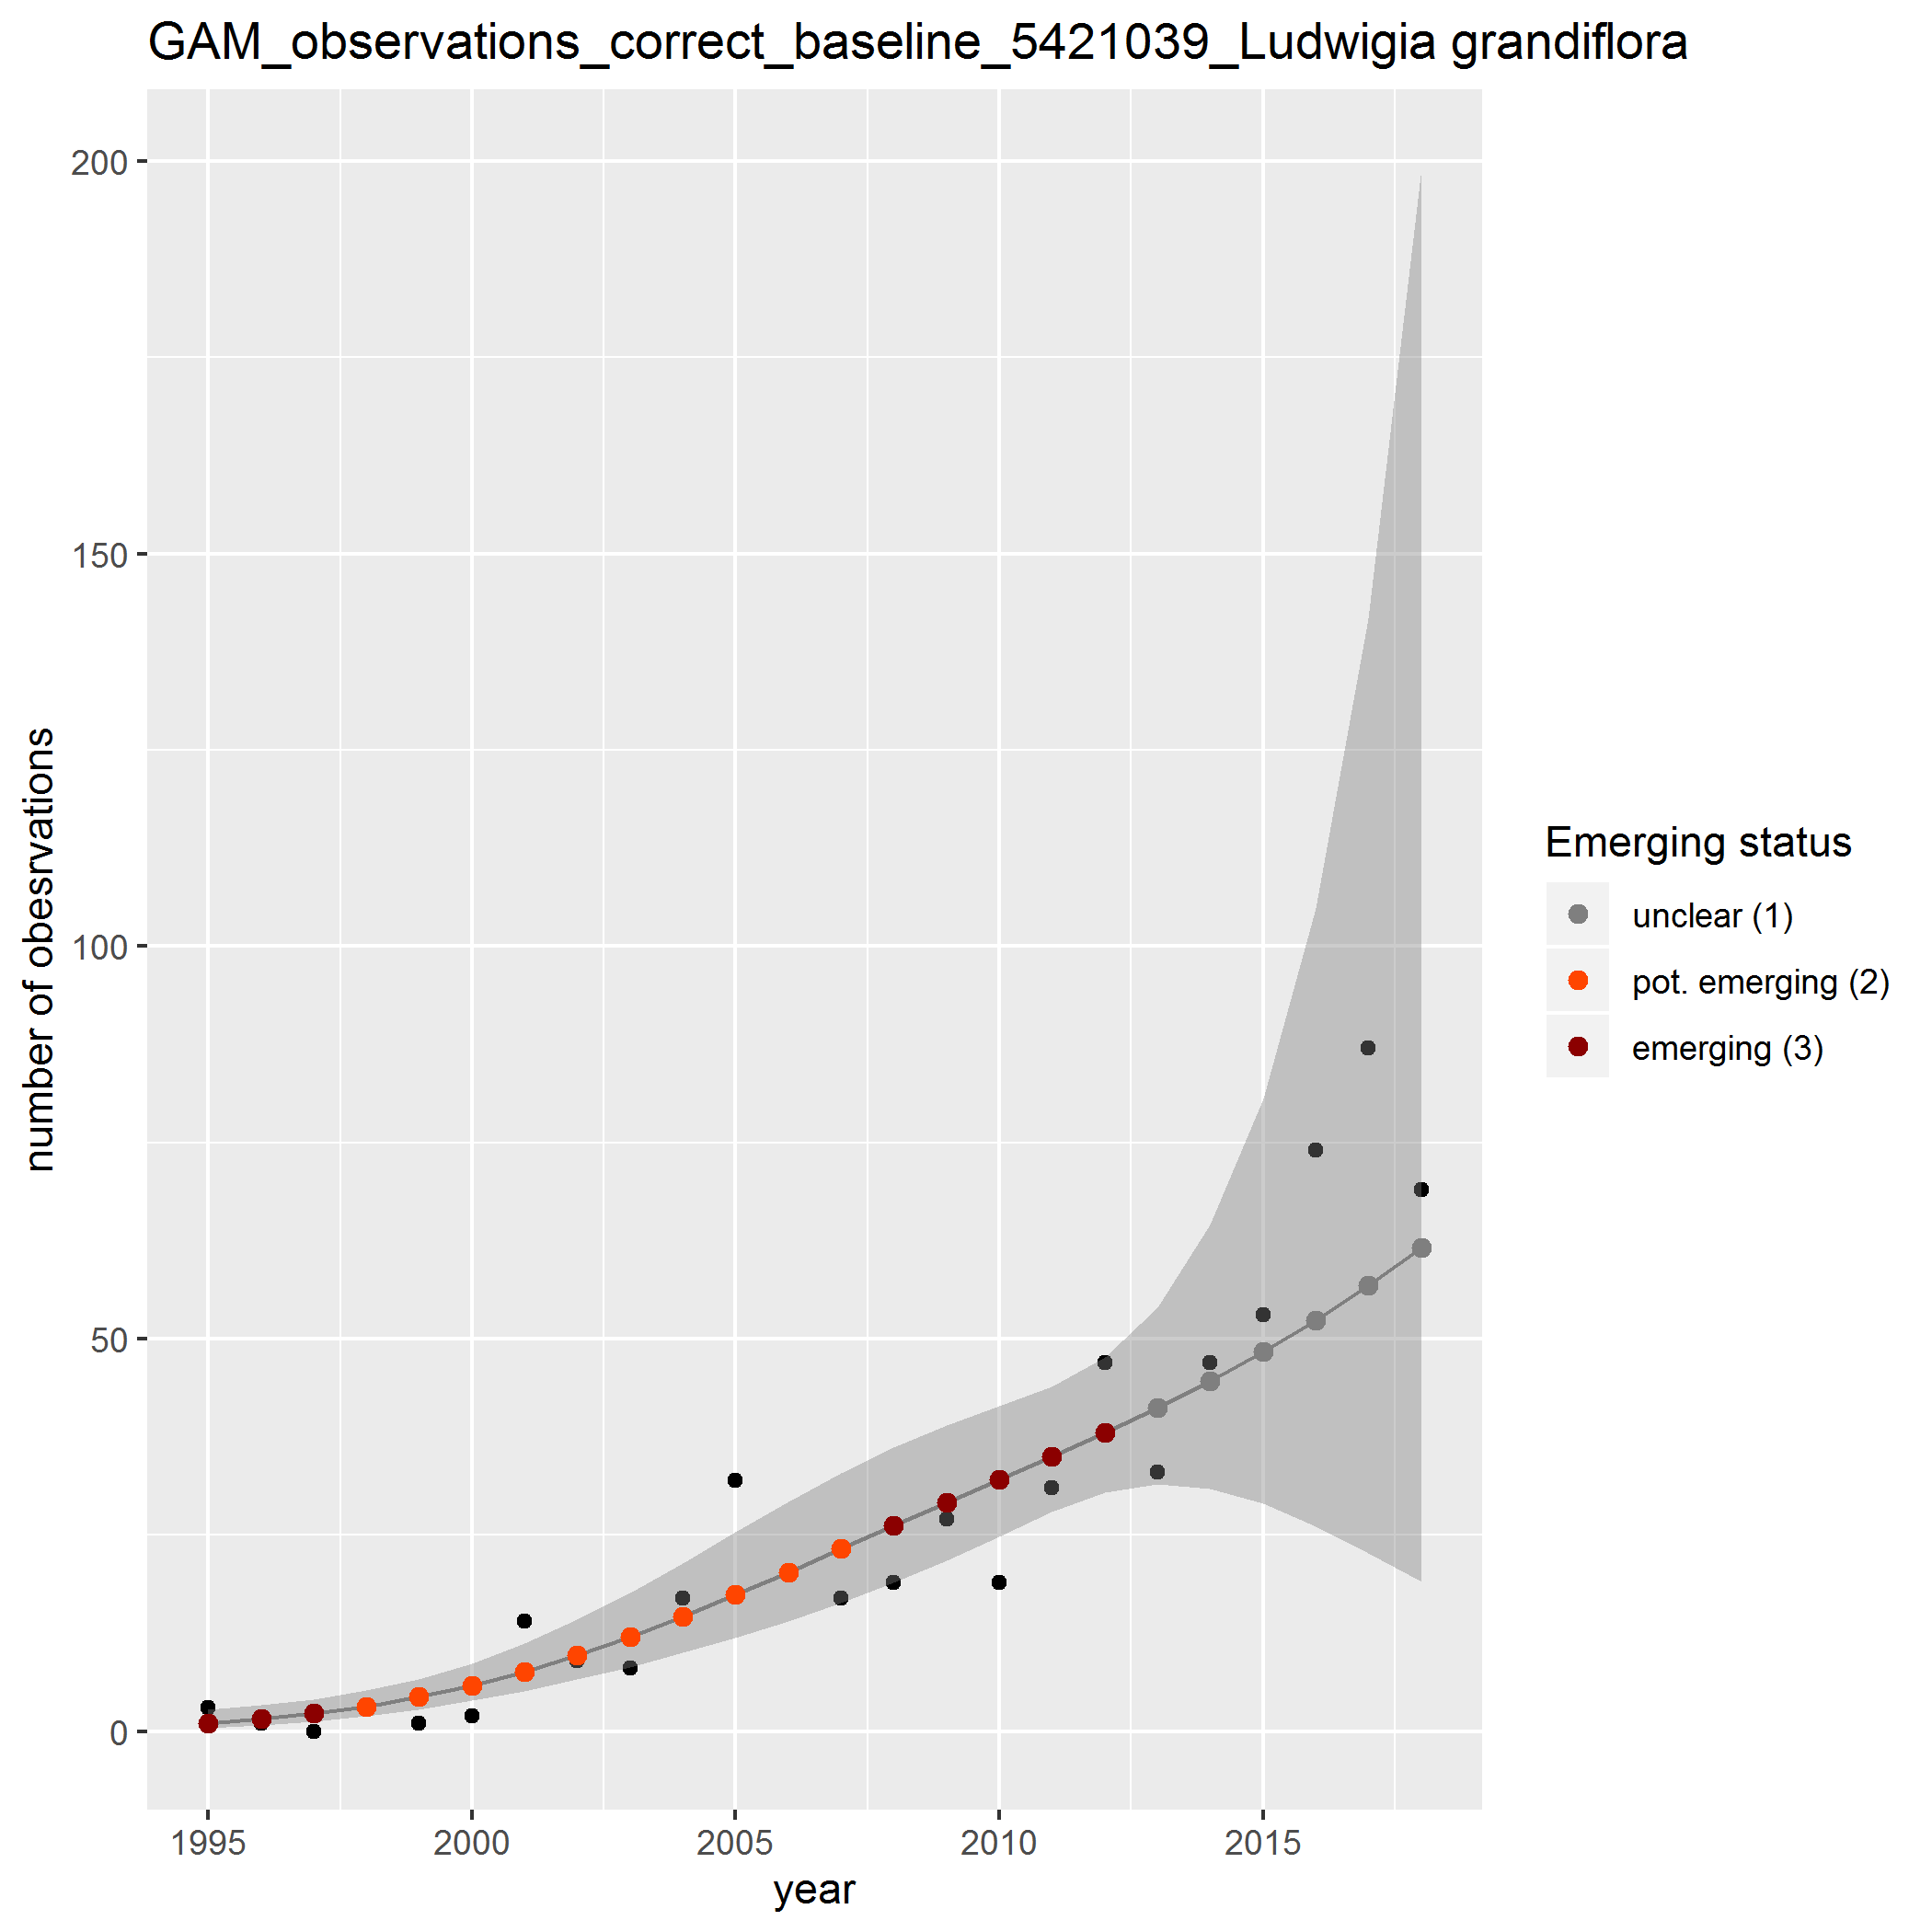 GAM_observations_correct_baseline_5421039_Ludwigia grandiflora
200
150
100
50
0
number of obesrvations
1995
2000
2005
2010
2015
year
Emerging status
unclear (1)
pot. emerging (2)
emerging (3)